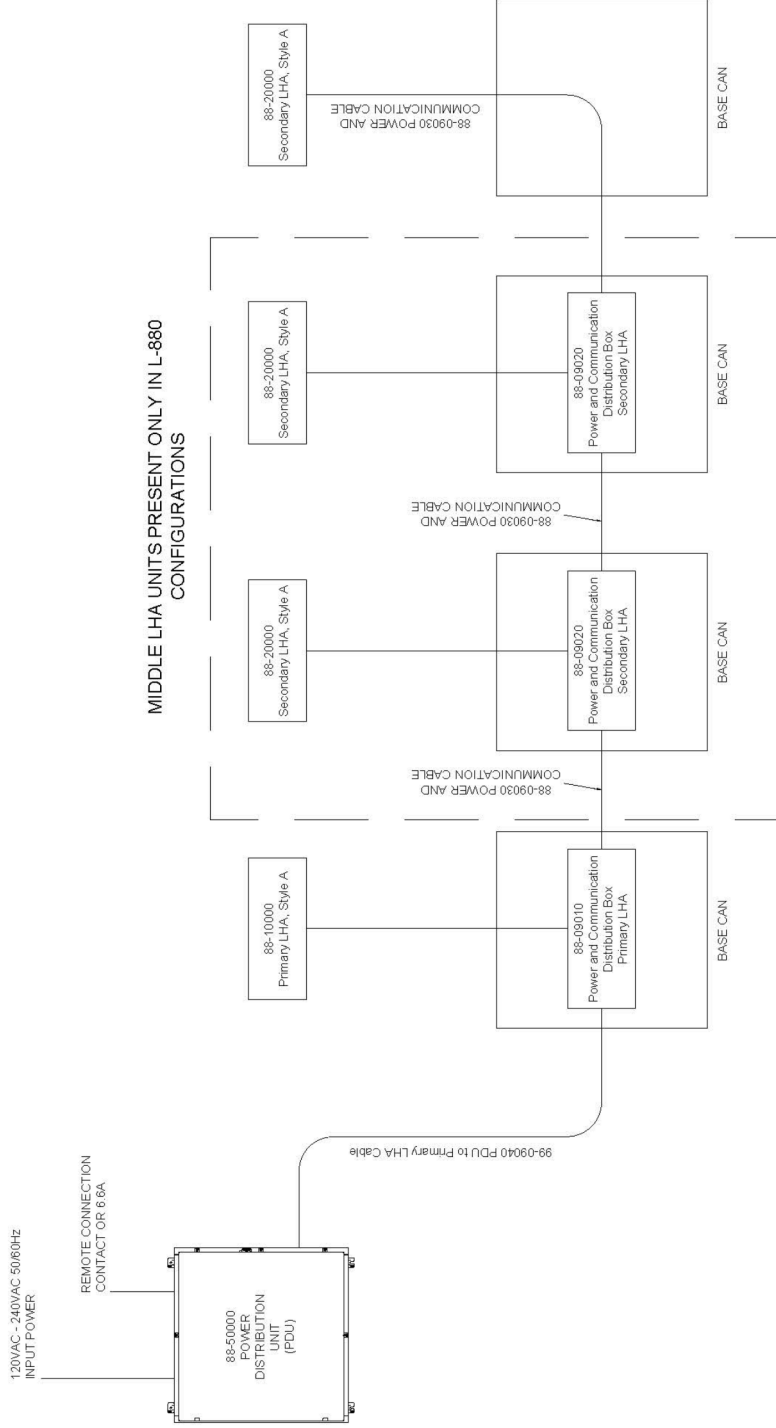 120VAC - 240VAC 50/60Hz
INPUT POWER
REMOTE CONNECTION
CONTACT OR 6.6A
88-50000
POWER
DISTRIBUTION
UNIT
(PDU)
99-09040 PDU to Primary LHA Cable
88-10000
Primary LHA, Style A
88-09010
Power and Communication
Distribution Box
Primary LHA
BASE CAN
MIDDLE LHA UNITS PRESENT ONLY IN L-880
CONFIGURATIONS
88-09030 POWER AND
COMMUNICATION CABLE
88-20000
Secondary LHA, Style A
88-09020
Power and Communication
Distribution Box
Secondary LHA
BASE CAN
88-09030 POWER AND
COMMUNICATION CABLE
88-20000
Secondary LHA, Style A
88-09020
Power and Communication
Distribution Box
Secondary LHA
BASE CAN
88-20000
Secondary LHA, Style A
88-09030 POWER AND
COMMUNICATION CABLE
BASE CAN